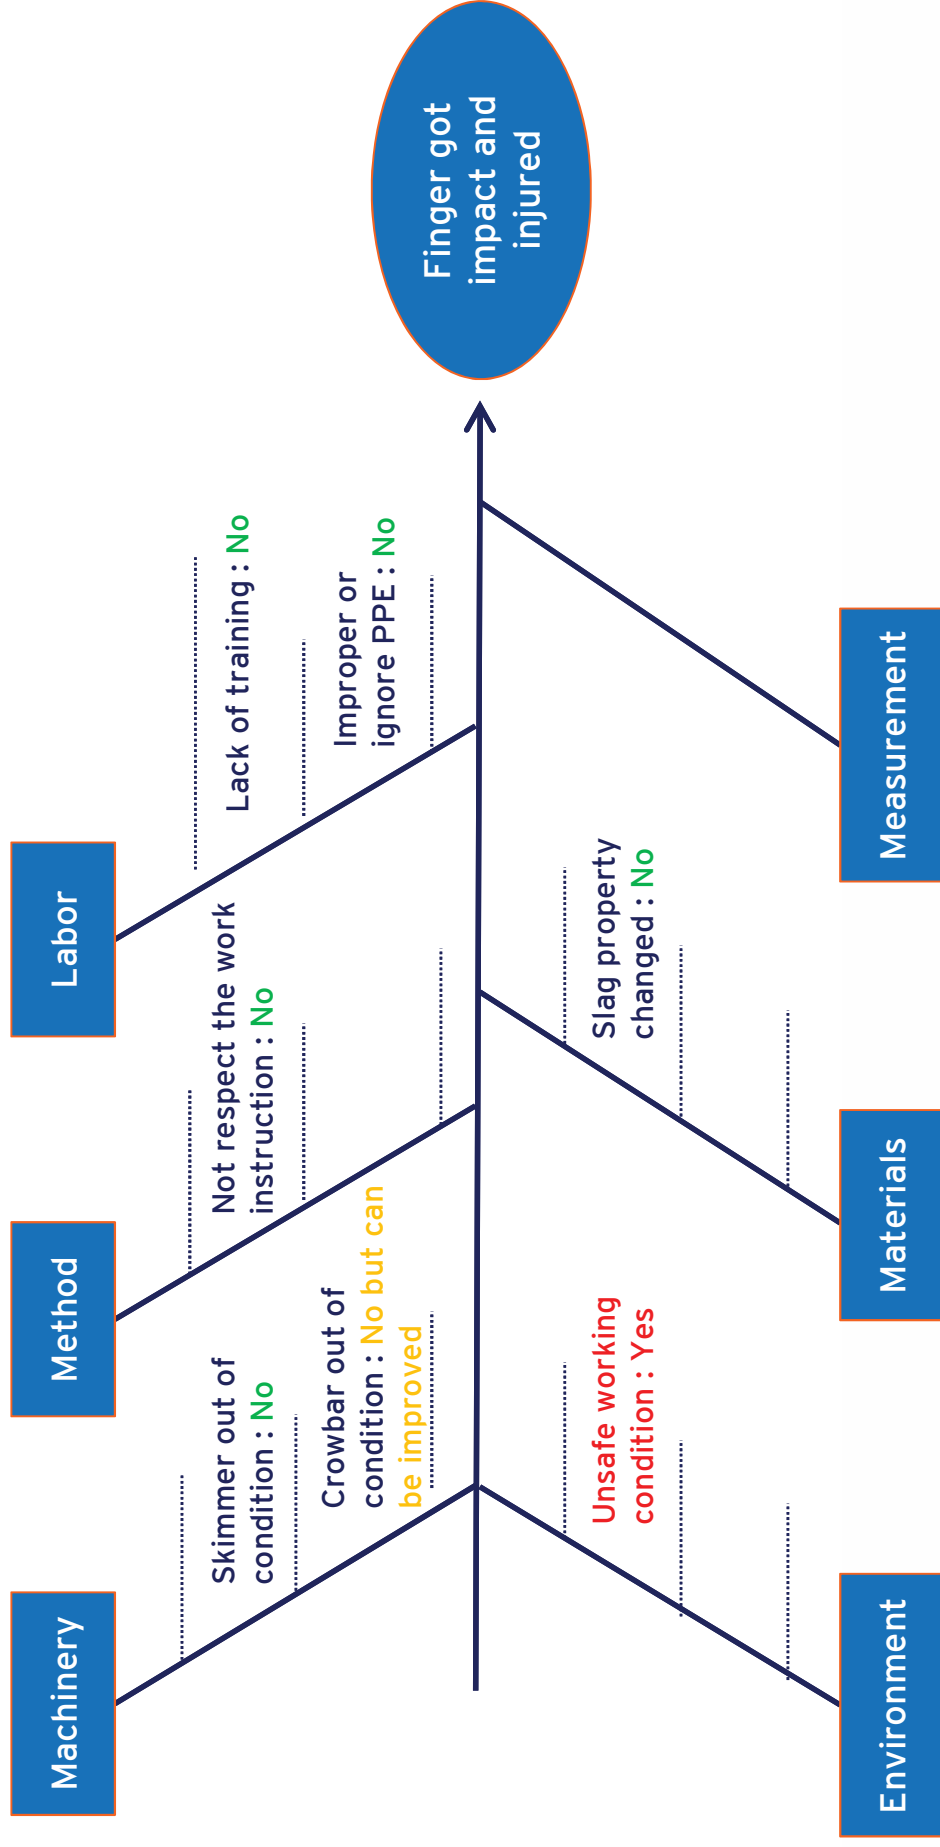 Machinery
Method
Labor
Skimmer out of
condition : No
Crowbar out of
condition : No but can
be improved
Not respect the work
instruction : No
Lack of training : No
Improper or
ignore PPE : No
Finger got
impact and
injured
Unsafe working
condition : Yes
Slag property
changed : No
Environment
Materials
Measurement